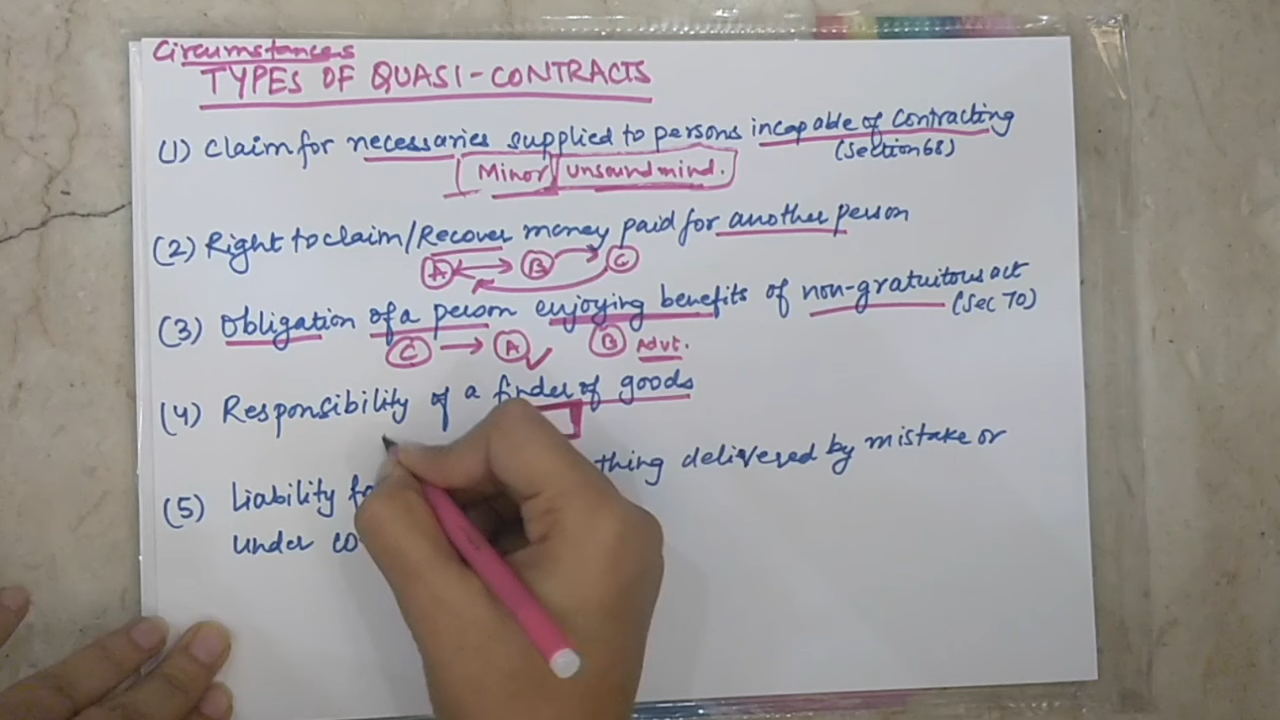 Circumstances
TYPES OF QUASI-CONTRACTS
(1) Claim for necessaries supplied to persons incapable of contracting
(Section 68)
Minor unsound mind.
(2) Right to claim/Recover money paid for another person
A B C
(3) Obligation of a person enjoying benefits of non-gratuitous act
(Sec 70)
C A B Advt.
(4) Responsibility of a finder of goods
(5) Liability thing delivered by mistake or
under